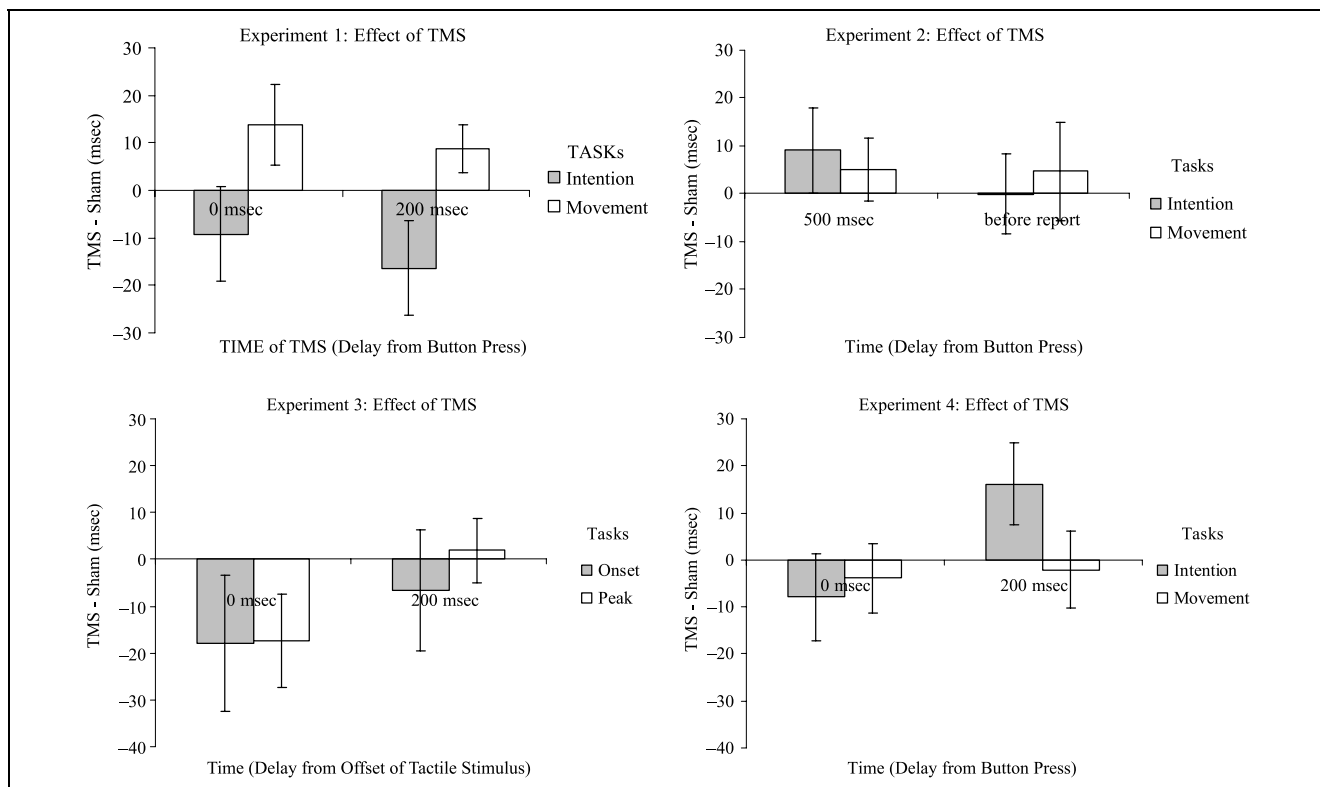 Experiment 1: Effect of TMS
30
20
10
0
–10
–20
–30
TMS - Sham (msec)
0 msec
200 msec
TASKs
Intention
Movement
TIME of TMS (Delay from Button Press)
Experiment 2: Effect of TMS
30
20
10
0
–10
–20
–30
TMS - Sham (msec)
500 msec
before report
Tasks
Intention
Movement
Time (Delay from Button Press)
Experiment 3: Effect of TMS
30
20
10
0
–10
–20
–30
–40
TMS - Sham (msec)
0 msec
200 msec
Tasks
Onset
Peak
Time (Delay from Offset of Tactile Stimulus)
Experiment 4: Effect of TMS
30
20
10
0
–10
–20
–30
–40
TMS - Sham (msec)
0 msec
200 msec
Tasks
Intention
Movement
Time (Delay from Button Press)